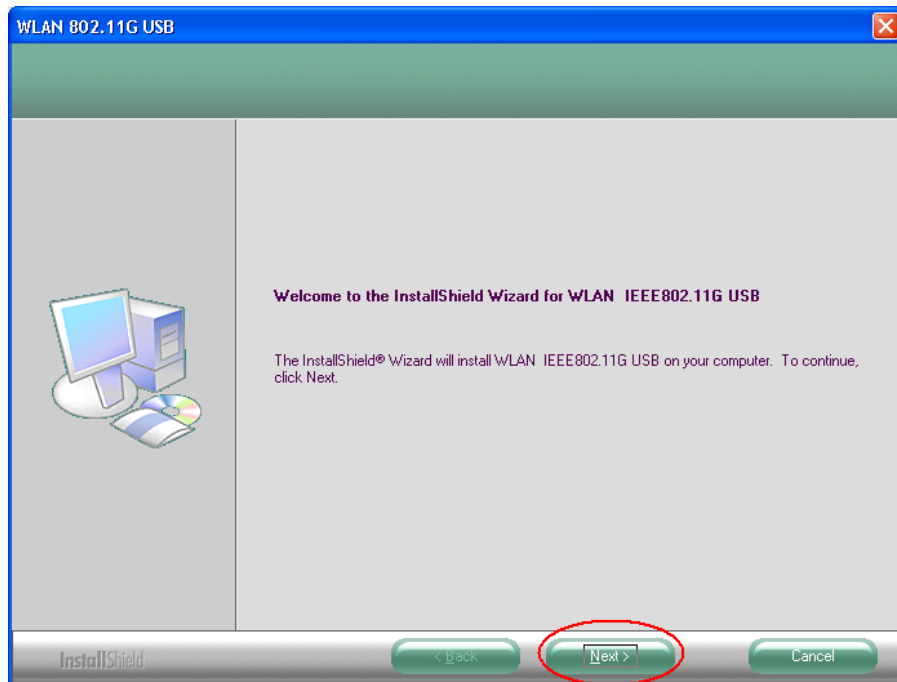 WLAN 802.11G USB
Welcome to the InstallShield Wizard for WLAN IEEE802.11G USB
The InstallShield® Wizard will install WLAN IEEE802.11G USB on your computer. To continue,
click Next.
InstallShield
< Back
Next >
Cancel